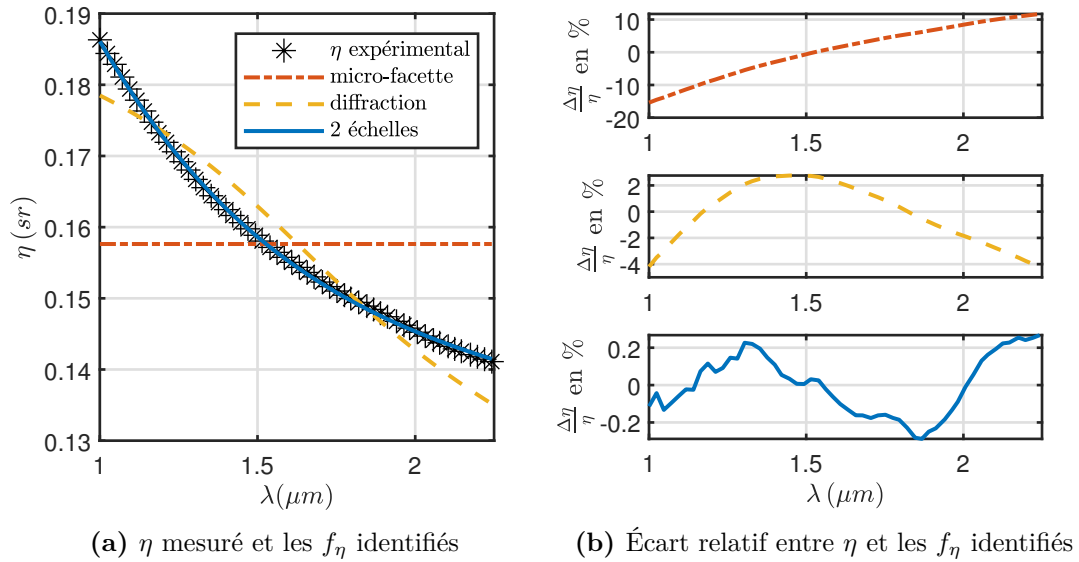 0.19
0.18
0.17
0.16
0.15
0.14
0.13
η (sr)
1
1.5
2
λ(μm)
η expérimental
micro-facette
diffraction
2 échelles
(a) η mesuré et les f_η identifiés
10
0
-10
-20
Δη/η en %
1
1.5
2
2
0
-2
-4
Δη/η en %
1
1.5
2
0.2
0
-0.2
Δη/η en %
1
1.5
2
λ (μm)
(b) Écart relatif entre η et les f_η identifiés